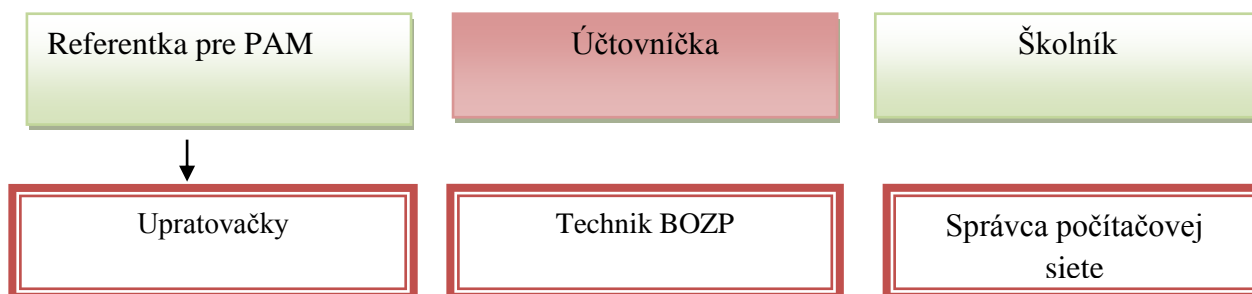 Referentka pre PAM
Účtovníčka
Školník
Upratovačky
Technik BOZP
Správca počítačovej
siete